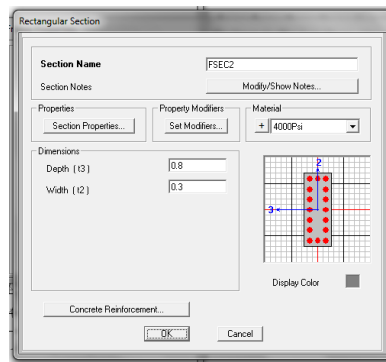 Rectangular Section
Section Name
FSEC2
Section Notes
Modify/Show Notes...
Properties
Property Modifiers
Material
Section Properties...
Set Modifiers...
+
4000Psi
Dimensions
Depth ( t3 )
0.8
Width ( t2 )
0.3
2
3
Display Color
Concrete Reinforcement...
OK
Cancel